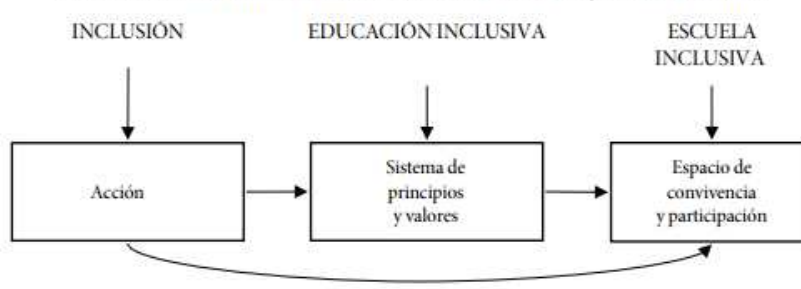 INCLUSIÓN
EDUCACIÓN INCLUSIVA
ESCUELA
INCLUSIVA
Acción
Sistema de
principios
y valores
Espacio de
convivencia
y participación